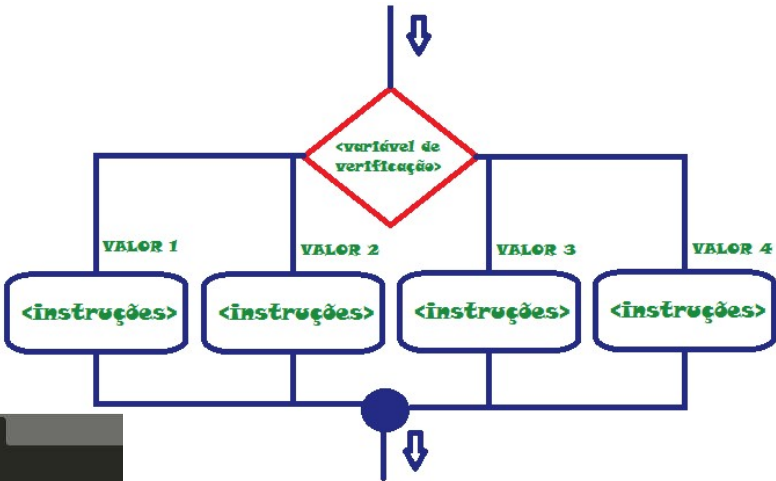 <variável de
verificação>
VALOR 1
VALOR 2
VALOR 3
VALOR 4
<instruções>
<instruções>
<instruções>
<instruções>